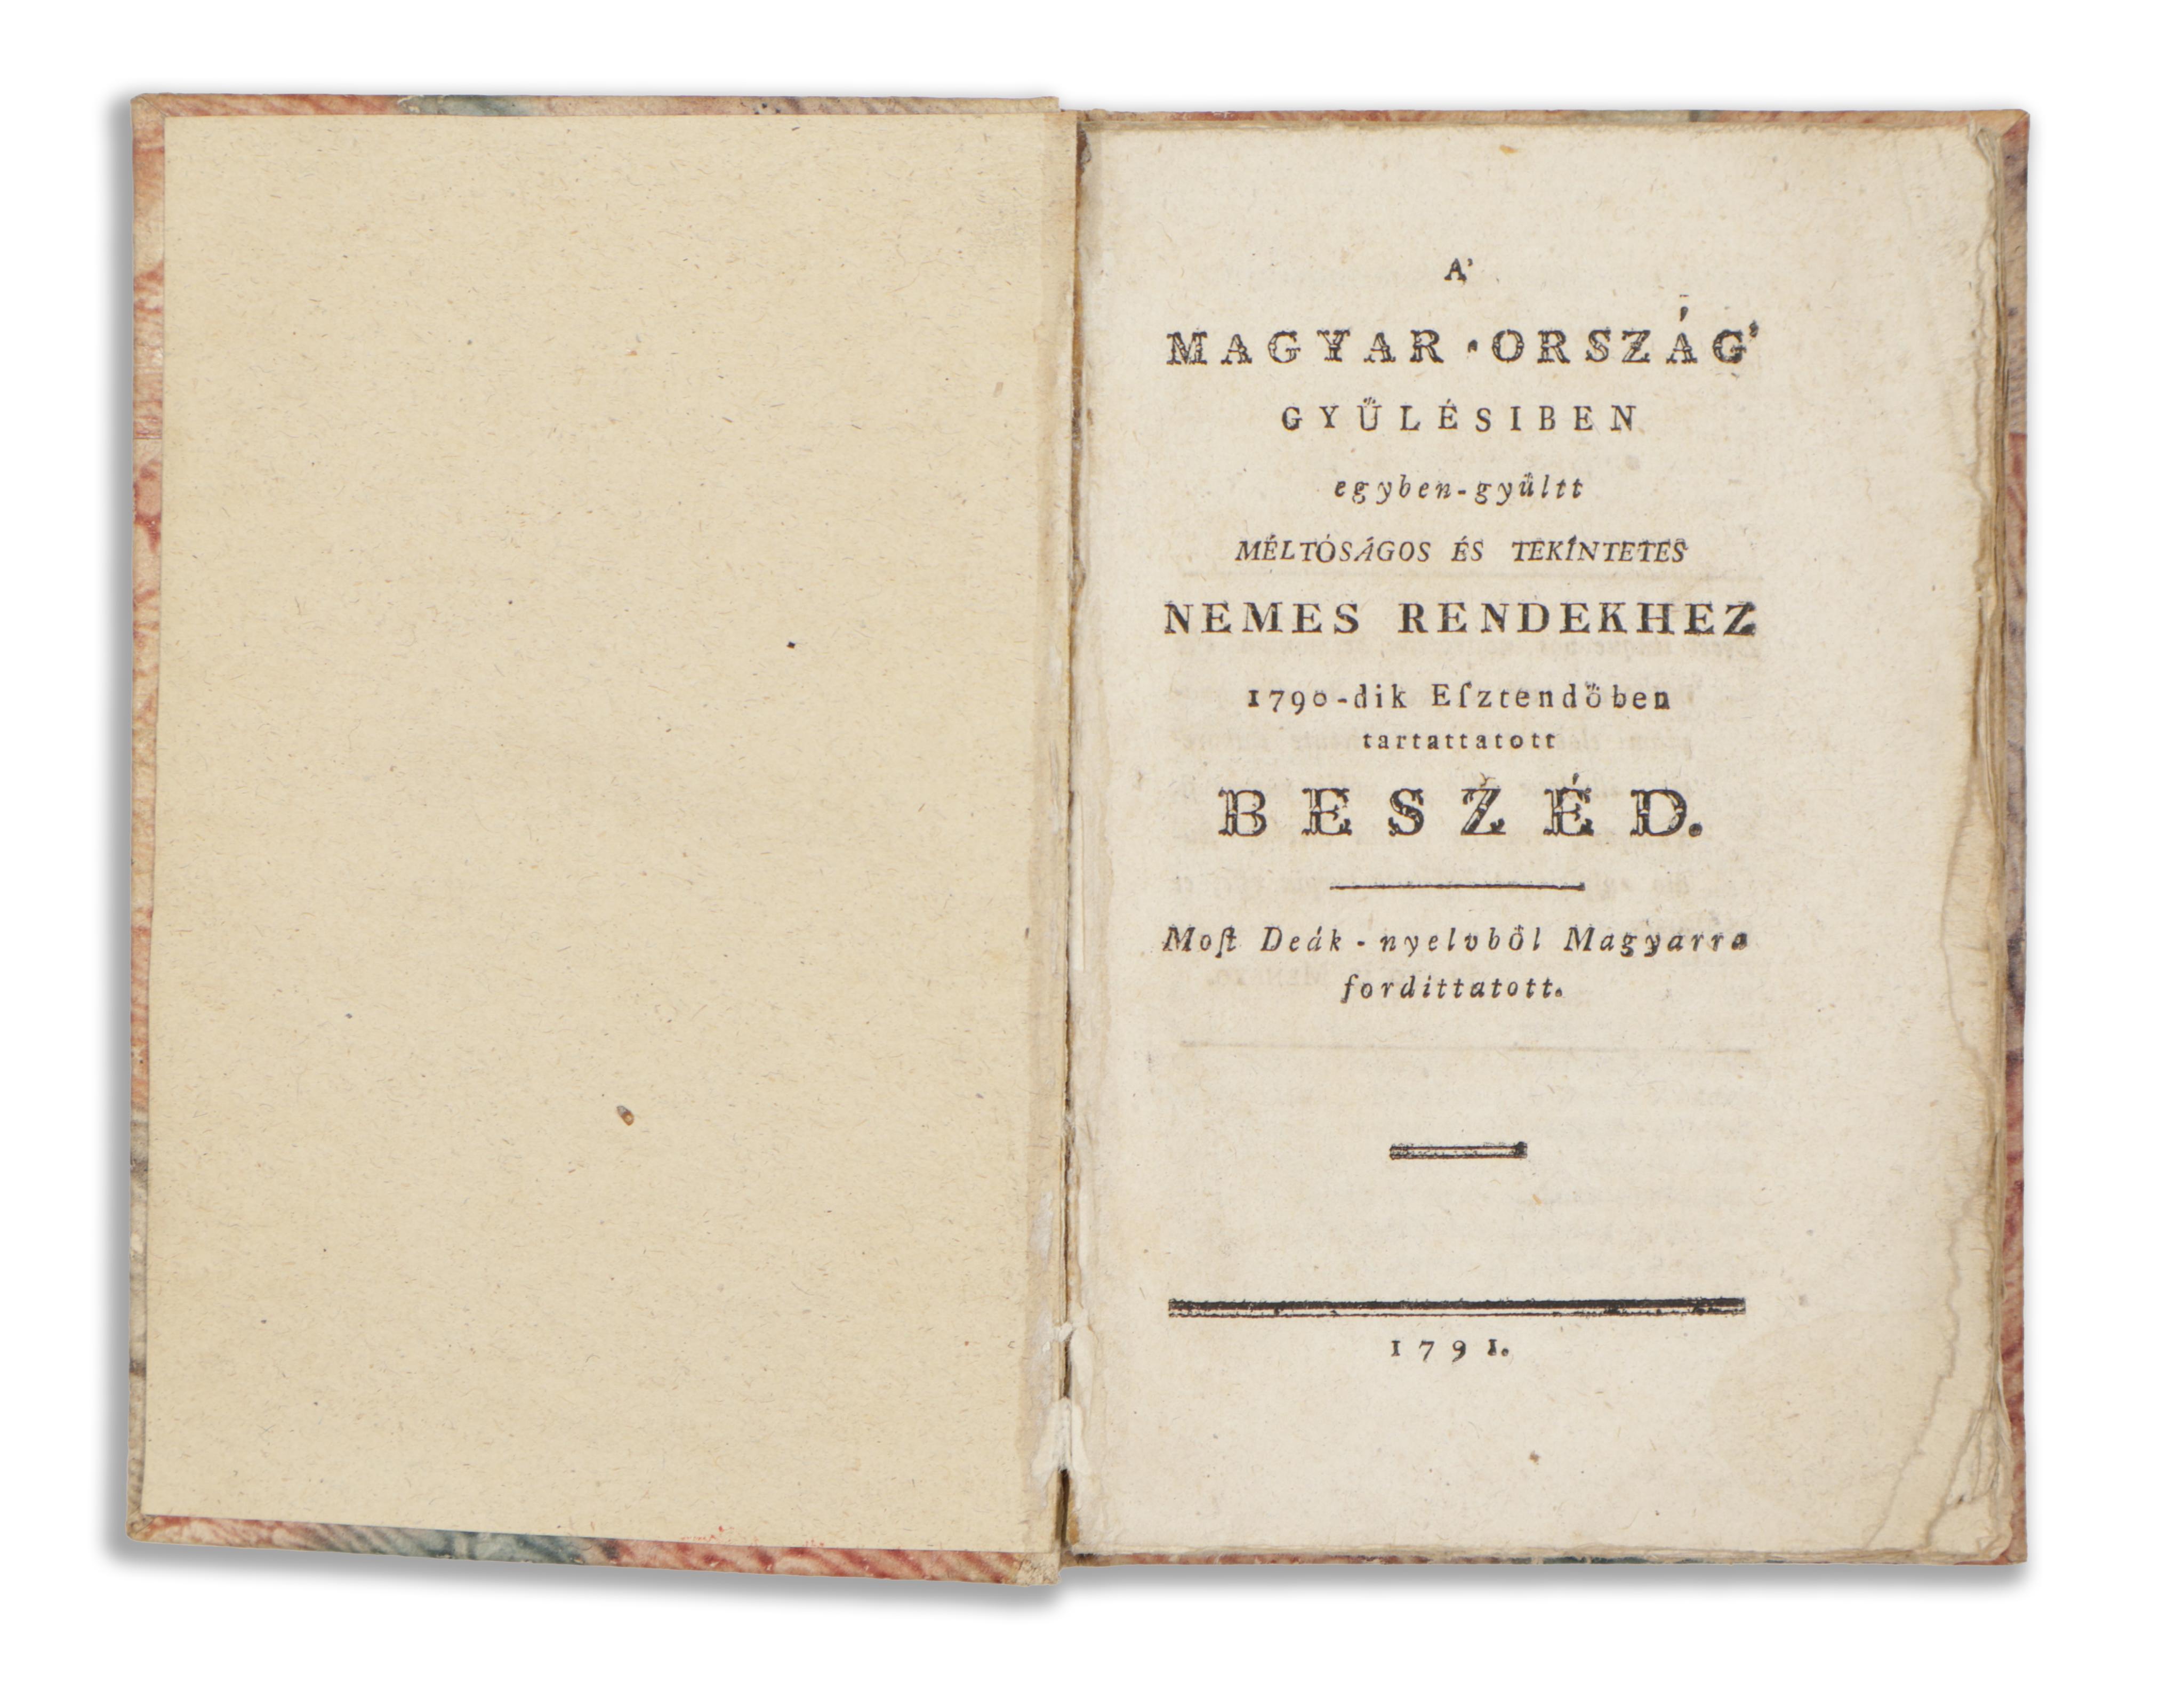 A'
MAGYAR-ORSZÁG'
GYŰLÉSIBEN
egyben-gyűltt
MÉLTÓSÁGOS ÉS TEKÍNTETES
NEMES RENDEKHEZ
1790-dik Eſztendőben
tartattatott
BESZÉD.
Moſt Deák-nyelvből Magyarra
fordíttatott.
1791.